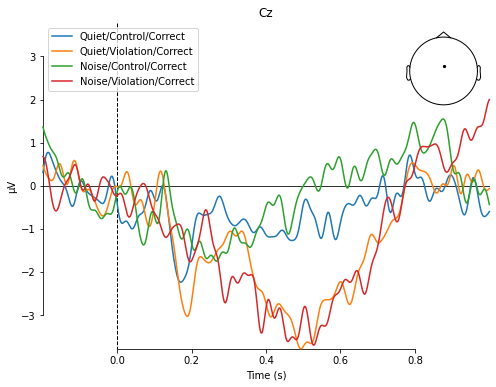 Cz
Quiet/Control/Correct
Quiet/Violation/Correct
Noise/Control/Correct
Noise/Violation/Correct
3
2
1
0
−1
−2
−3
µV
0.0 0.2 0.4 0.6 0.8
Time (s)